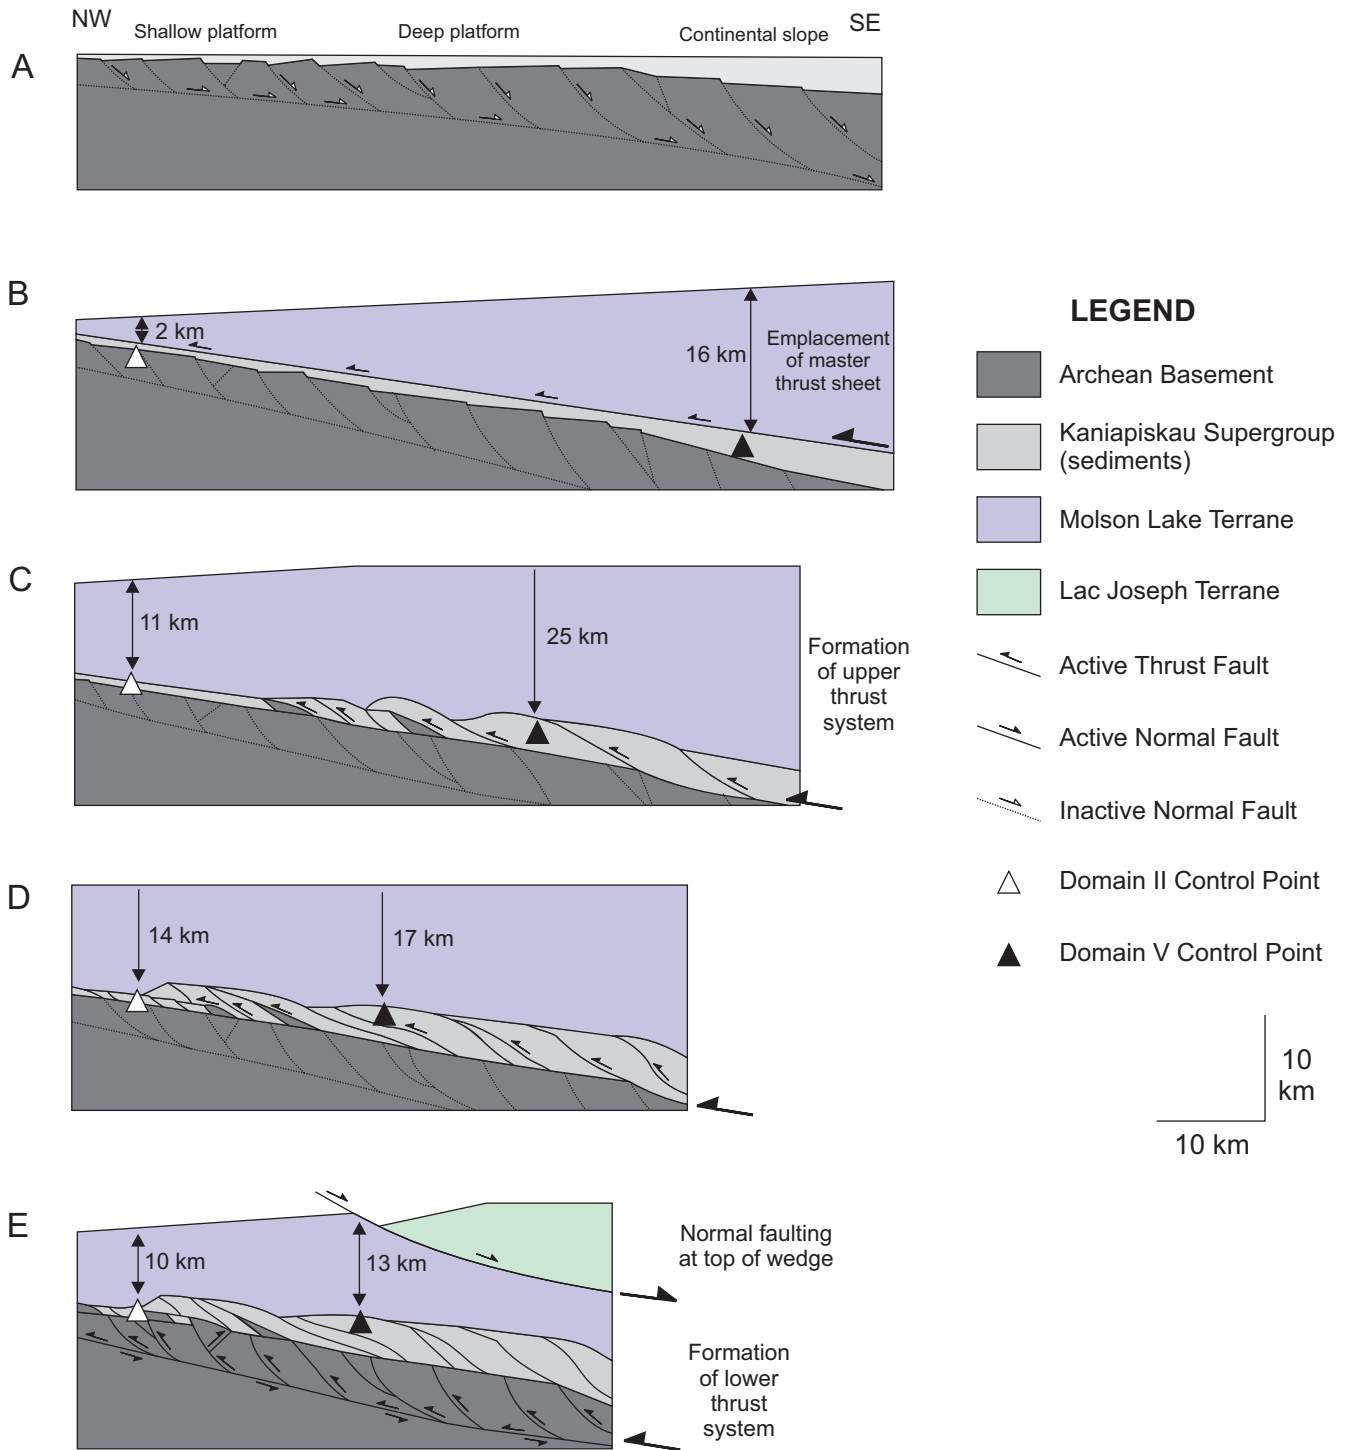 NW
Shallow platform
Deep platform
Continental slope
SE
A
B
2 km
16 km
Emplacement
of master
thrust sheet
C
11 km
25 km
Formation
of upper
thrust
system
D
14 km
17 km
E
10 km
13 km
Normal faulting
at top of wedge
Formation
of lower
thrust
system
LEGEND
Archean Basement
Kaniapiskau Supergroup
(sediments)
Molson Lake Terrane
Lac Joseph Terrane
Active Thrust Fault
Active Normal Fault
Inactive Normal Fault
Domain II Control Point
Domain V Control Point
10
km
10 km